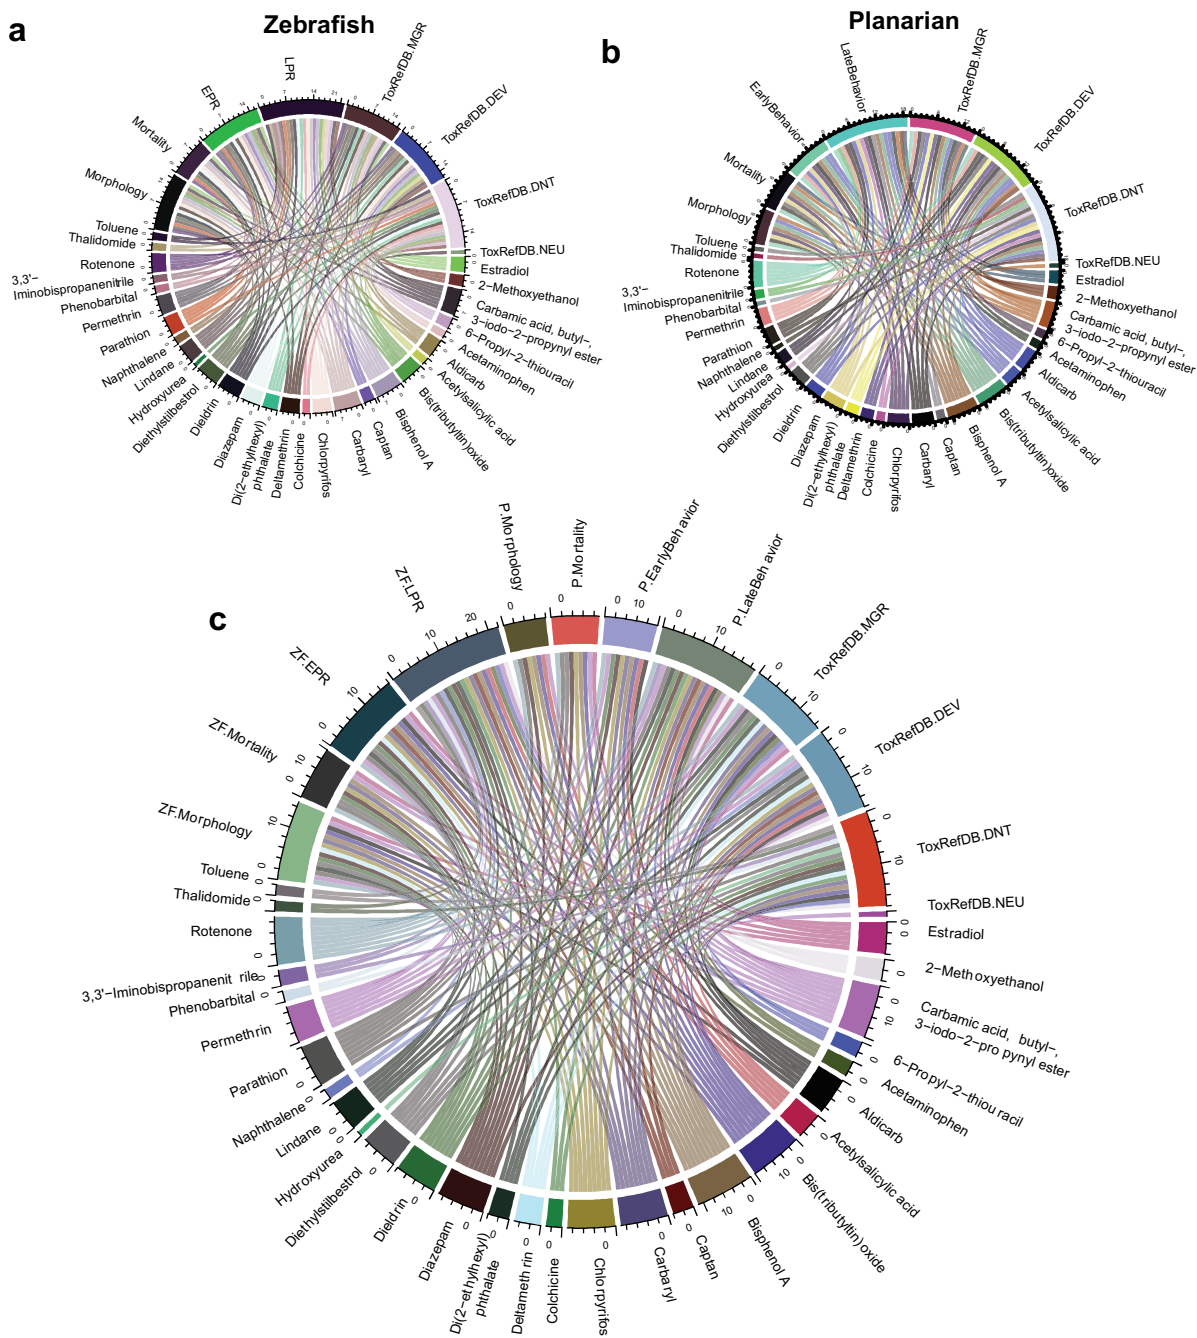 a
Zebrafish
LPR
EPR
Mortality
Morphology
Toluene
Thalidomide
Rotenone
3,3'−
Iminobispropanenitrile
Phenobarbital
Permethrin
Parathion
Naphthalene
Lindane
Hydroxyurea
Diethylstilbestrol
Dieldrin
Diazepam
Di(2−ethylhexyl)
phthalate
Deltamethrin
Colchicine
Chlorpyrifos
Carbaryl
Captan
Bisphenol A
Bis(tributyltin)oxide
Acetylsalicylic acid
Aldicarb
Acetaminophen
6−Propyl−2−thiouracil
Carbamic acid, butyl−,
3−iodo−2−propynyl ester
2−Methoxyethanol
Estradiol
ToxRefDB.NEU
ToxRefDB.DNT
ToxRefDB.DEV
ToxRefDB.MGR
b
Planarian
LateBehavior
EarlyBehavior
Mortality
Morphology
Toluene
Thalidomide
Rotenone
3,3'−
Iminobispropanenitrile
Phenobarbital
Permethrin
Parathion
Naphthalene
Lindane
Hydroxyurea
Diethylstilbestrol
Dieldrin
Diazepam
Di(2−ethylhexyl)
phthalate
Deltamethrin
Colchicine
Chlorpyrifos
Carbaryl
Captan
Bisphenol A
Bis(tributyltin)oxide
Acetylsalicylic acid
Aldicarb
Acetaminophen
6−Propyl−2−thiouracil
Carbamic acid, butyl−,
3−iodo−2−propynyl ester
2−Methoxyethanol
Estradiol
ToxRefDB.NEU
ToxRefDB.DNT
ToxRefDB.DEV
ToxRefDB.MGR
c
P.Morphology
P.Mortality
P.EarlyBehavior
P.LateBehavior
ToxRefDB.MGR
ToxRefDB.DEV
ToxRefDB.DNT
ToxRefDB.NEU
Estradiol
2−Methoxyethanol
Carbamic acid, butyl−,
3−iodo−2−propynyl ester
6−Propyl−2−thiouracil
Acetaminophen
Aldicarb
Acetylsalicylic acid
Bis(tributyltin)oxide
Bisphenol A
Captan
Carbaryl
Chlorpyrifos
Colchicine
Deltamethrin
Di(2−ethylhexyl)
phthalate
Diazepam
Dieldrin
Diethylstilbestrol
Hydroxyurea
Lindane
Naphthalene
Parathion
Permethrin
Phenobarbital
3,3'−Iminobispropanenitrile
Rotenone
Thalidomide
Toluene
ZF.Morphology
ZF.Mortality
ZF.EPR
ZF.LPR